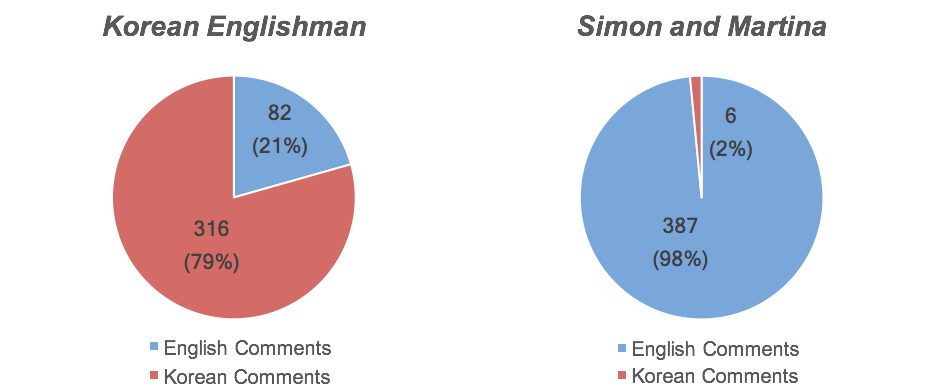 Korean Englishman
82
(21%)
316
(79%)
English Comments
Korean Comments
Simon and Martina
6
(2%)
387
(98%)
English Comments
Korean Comments